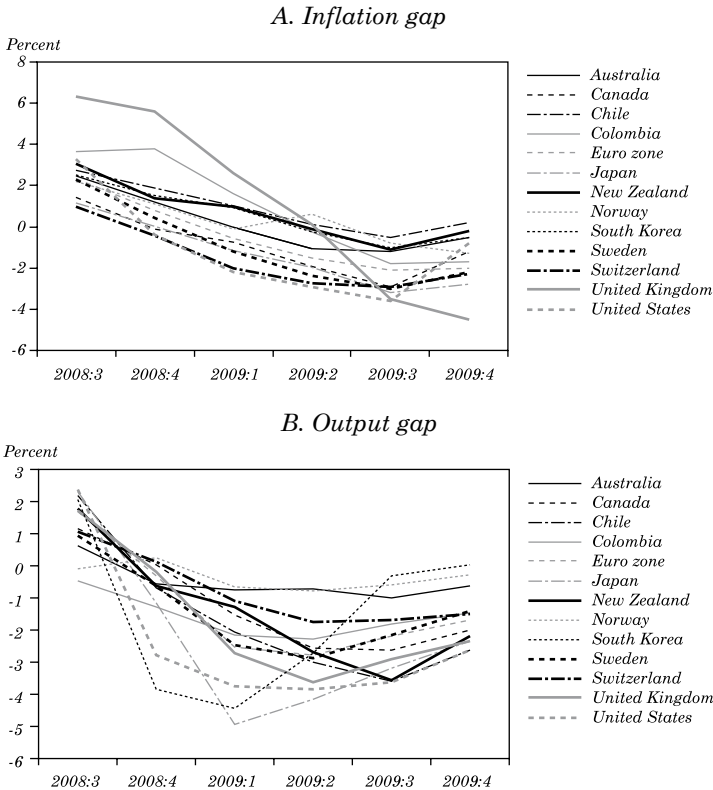 A. Inflation gap
Percent
8
6
4
2
0
-2
-4
-6
2008:3 2008:4 2009:1 2009:2 2009:3 2009:4
Australia
Canada
Chile
Colombia
Euro zone
Japan
New Zealand
Norway
South Korea
Sweden
Switzerland
United Kingdom
United States
B. Output gap
Percent
3
2
1
0
-1
-2
-3
-4
-5
-6
2008:3 2008:4 2009:1 2009:2 2009:3 2009:4
Australia
Canada
Chile
Colombia
Euro zone
Japan
New Zealand
Norway
South Korea
Sweden
Switzerland
United Kingdom
United States